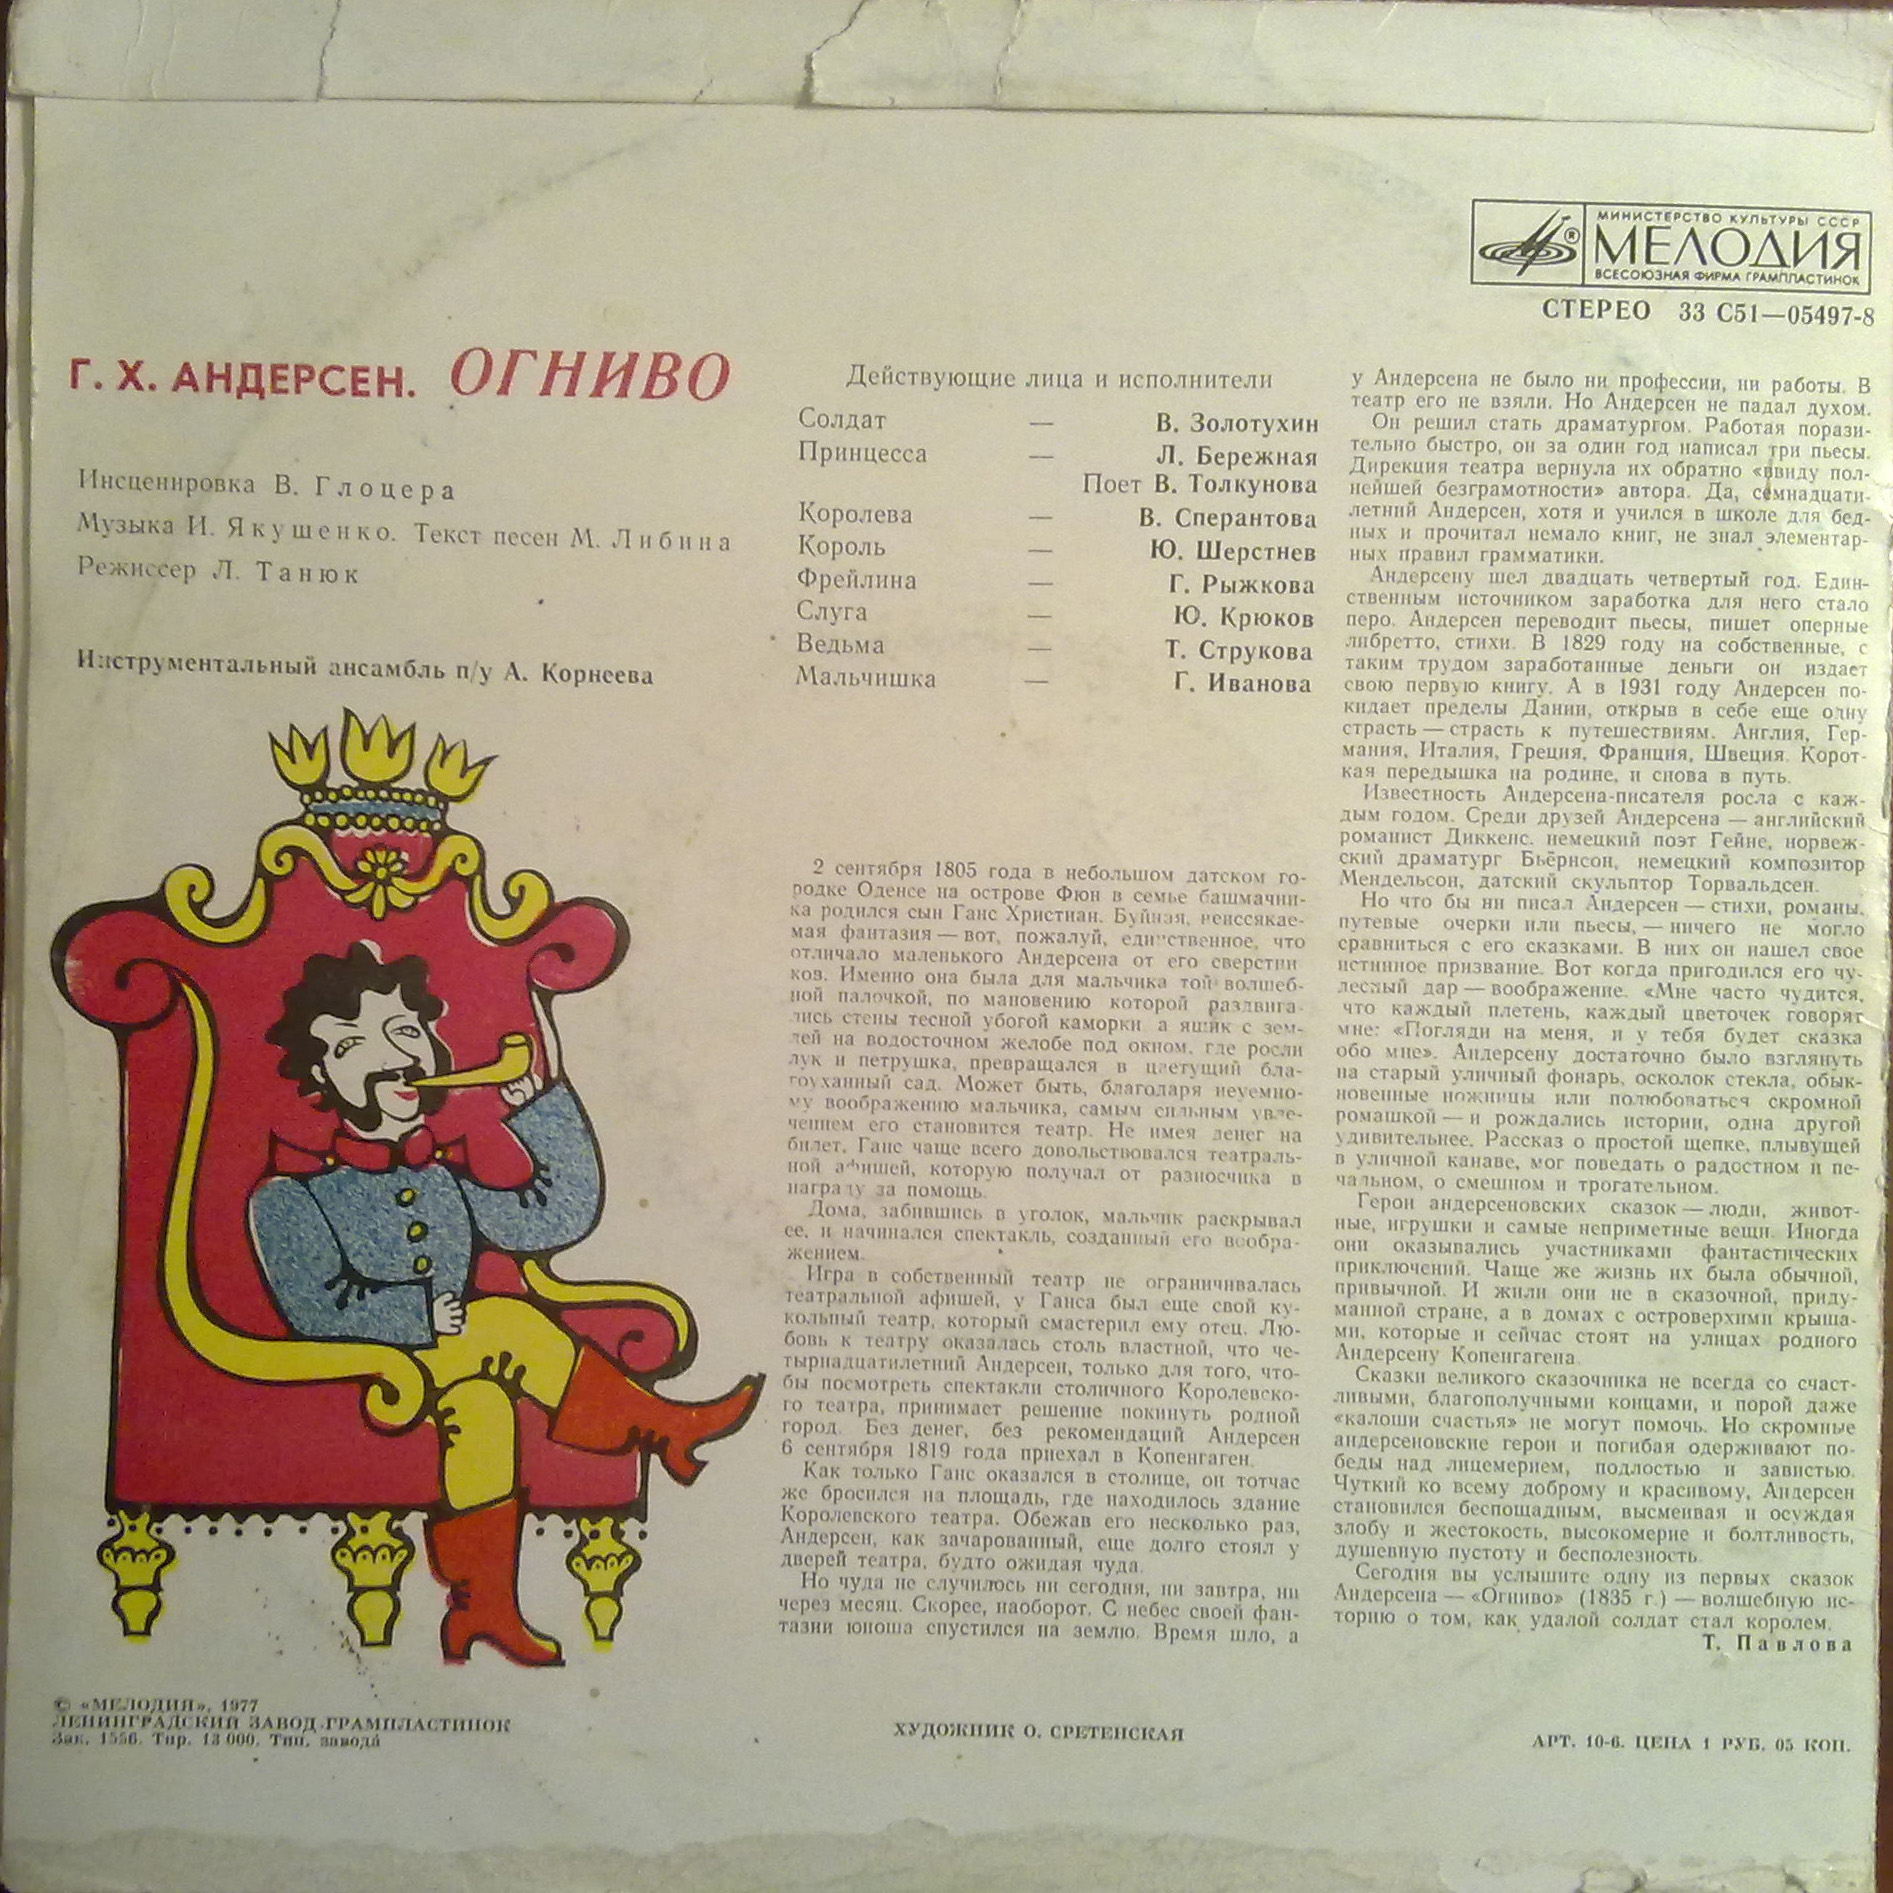 МИНИСТЕРСТВО КУЛЬТУРЫ СССР
МЕЛОДИЯ
ВСЕСОЮЗНАЯ ФИРМА ГРАМПЛАСТИНОК
СТЕРЕО 33 С51—05497-8
Г. Х. АНДЕРСЕН. ОГНИВО
Инсценировка В. Глоцера
Музыка И. Якушенко. Текст песен М. Либина
Режиссер Л. Танюк
Инструментальный ансамбль п/у А. Корнеева
Действующие лица и исполнители
Солдат — В. Золотухин
Принцесса — Л. Бережная
Поет В. Толкунова
Королева — В. Сперантова
Король — Ю. Шерстнев
Фрейлина — Г. Рыжкова
Слуга — Ю. Крюков
Ведьма — Т. Струкова
Мальчишка — Г. Иванова
2 сентября 1805 года в небольшом датском го-
родке Оденсе на острове Фюн в семье башмачни-
ка родился сын Ганс Христиан. Буйная, неиссякае-
мая фантазия — вот, пожалуй, единственное, что
отличало маленького Андерсена от его сверстни
ков. Именно она была для мальчика той волшеб-
ной палочкой, по мановению которой раздвига
лись стены тесной убогой каморки а ящик с зем-
лей на водосточном желобе под окном, где росли
лук и петрушка, превращался в цветущий бла-
гоуханный сад. Может быть, благодаря неуемно-
му воображению мальчика, самым сильным увле-
чением его становится театр. Не имея денег на
билет, Ганс чаще всего довольствовался театраль-
ной афишей, которую получал от разносчика в
награду за помощь.
Дома, забившись в уголок, мальчик раскрывал
ее, и начинался спектакль, созданный его вообра-
жением.
Игра в собственный театр не ограничивалась
театральной афишей, у Ганса был еще свой ку-
кольный театр, который смастерил ему отец. Лю-
бовь к театру оказалась столь властной, что че-
тырнадцатилетний Андерсен, только для того, что-
бы посмотреть спектакли столичного Королевско-
го театра, принимает решение покинуть родной
город. Без денег, без рекомендаций Андерсен
6 сентября 1819 года приехал в Копенгаген.
Как только Ганс оказался в столице, он тотчас
же бросился на площадь, где находилось здание
Королевского театра. Обежав его несколько раз,
Андерсен, как зачарованный, еще долго стоял у
дверей театра, будто ожидая чуда.
Но чуда не случилось ни сегодня, ни завтра, ни
через месяц. Скорее, наоборот. С небес своей фан-
тазии юноша спустился на землю. Время шло, а
у Андерсена не было ни профессии, ни работы. В
театр его не взяли. Но Андерсен не падал духом.
Он решил стать драматургом. Работая порази-
тельно быстро, он за один год написал три пьесы.
Дирекция театра вернула их обратно «ввиду пол-
нейшей безграмотности» автора. Да, семнадцати-
летний Андерсен, хотя и учился в школе для бед-
ных и прочитал немало книг, не знал элементар-
ных правил грамматики.
Андерсену шел двадцать четвертый год. Един-
ственным источником заработка для него стало
перо. Андерсен переводит пьесы, пишет оперные
либретто, стихи. В 1829 году на собственные, с
таким трудом заработанные деньги он издает
свою первую книгу. А в 1931 году Андерсен по-
кидает пределы Дании, открыв в себе еще одну
страсть — страсть к путешествиям. Англия, Гер-
мания, Италия, Греция, Франция, Швеция. Корот-
кая передышка на родине, и снова в путь.
Известность Андерсена-писателя росла с каж-
дым годом. Среди друзей Андерсена — английский
романист Диккенс, немецкий поэт Гейне, норвеж-
ский драматург Бьёрнсон, немецкий композитор
Мендельсон, датский скульптор Торвальдсен.
Но что бы ни писал Андерсен — стихи, романы,
путевые очерки или пьесы, — ничего не могло
сравниться с его сказками. В них он нашел свое
истинное призвание. Вот когда пригодился его чу-
десный дар — воображение. «Мне часто чудится,
что каждый плетень, каждый цветочек говорят
мне: «Погляди на меня, и у тебя будет сказка
обо мне». Андерсену достаточно было взглянуть
на старый уличный фонарь, осколок стекла, обык-
новенные ножницы или полюбоваться скромной
ромашкой — и рождались истории, одна другой
удивительнее. Рассказ о простой щепке, плывущей
в уличной канаве, мог поведать о радостном и пе-
чальном, о смешном и трогательном.
Герои андерсеновских сказок — люди, живот-
ные, игрушки и самые неприметные вещи. Иногда
они оказывались участниками фантастических
приключений. Чаще же жизнь их была обычной,
привычной. И жили они не в сказочной, приду-
манной стране, а в домах с островерхими крыша-
ми, которые и сейчас стоят на улицах родного
Андерсену Копенгагена.
Сказки великого сказочника не всегда со счаст-
ливыми, благополучными концами, и порой даже
«калоши счастья» не могут помочь. Но скромные
андерсеновские герои и погибая одерживают по-
беды над лицемерием, подлостью и завистью.
Чуткий ко всему доброму и красивому, Андерсен
становился беспощадным, высмеивая и осуждая
злобу и жестокость, высокомерие и болтливость,
душевную пустоту и бесполезность.
Сегодня вы услышите одну из первых сказок
Андерсена — «Огниво» (1835 г.) — волшебную ис-
торию о том, как удалой солдат стал королем.
Т. Павлова
© «МЕЛОДИЯ», 1977
ЛЕНИНГРАДСКИЙ ЗАВОД ГРАМПЛАСТИНОК
Зак. 1556. Тир. 13 000. Тип. завода
ХУДОЖНИК О. СРЕТЕНСКАЯ
АРТ. 10-6. ЦЕНА 1 РУБ. 05 КОП.